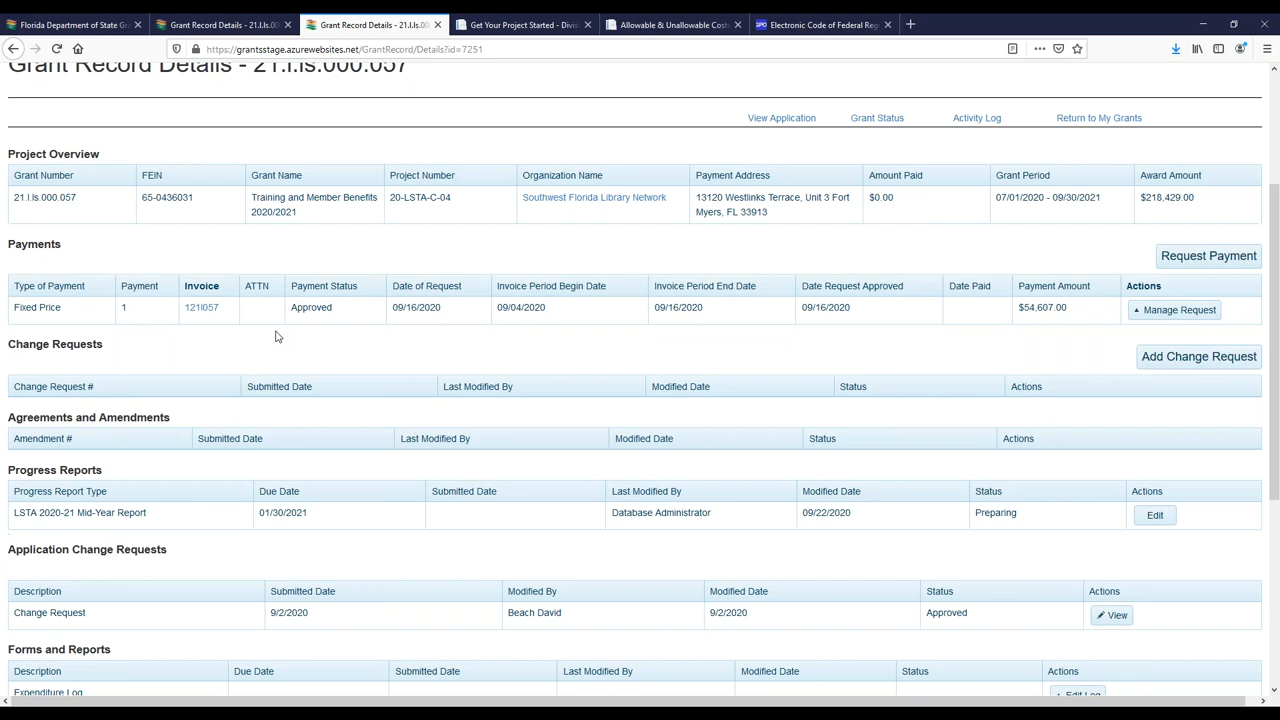 Florida Department of State Gr
Grant Record Details - 21.l.ls.00
Grant Record Details - 21.l.ls.00
Get Your Project Started - Divisi
Allowable & Unallowable Cost
Electronic Code of Federal Reg
https://grantsstage.azurewebsites.net/GrantRecord/Details?id=7251
Grant Record Details - 21.l.ls.000.057
View Application Grant Status Activity Log Return to My Grants
Project Overview
Grant Number FEIN Grant Name Project Number Organization Name Payment Address Amount Paid Grant Period Award Amount
21.l.ls.000.057 65-0436031 Training and Member Benefits 20-LSTA-C-04 Southwest Florida Library Network 13120 Westlinks Terrace, Unit 3 Fort $0.00 07/01/2020 - 09/30/2021 $218,429.00
2020/2021 Myers, FL 33913
Payments
Request Payment
Type of Payment Payment Invoice ATTN Payment Status Date of Request Invoice Period Begin Date Invoice Period End Date Date Request Approved Date Paid Payment Amount Actions
Fixed Price 1 121l057 Approved 09/16/2020 09/04/2020 09/16/2020 09/16/2020 $54,607.00 Manage Request
Change Requests
Add Change Request
Change Request # Submitted Date Last Modified By Modified Date Status Actions
Agreements and Amendments
Amendment # Submitted Date Last Modified By Modified Date Status Actions
Progress Reports
Progress Report Type Due Date Submitted Date Last Modified By Modified Date Status Actions
LSTA 2020-21 Mid-Year Report 01/30/2021 Database Administrator 09/22/2020 Preparing Edit
Application Change Requests
Description Submitted Date Modified By Modified Date Status Actions
Change Request 9/2/2020 Beach David 9/2/2020 Approved View
Forms and Reports
Description Due Date Submitted Date Last Modified By Modified Date Status Actions
Expenditure Log Edit Log